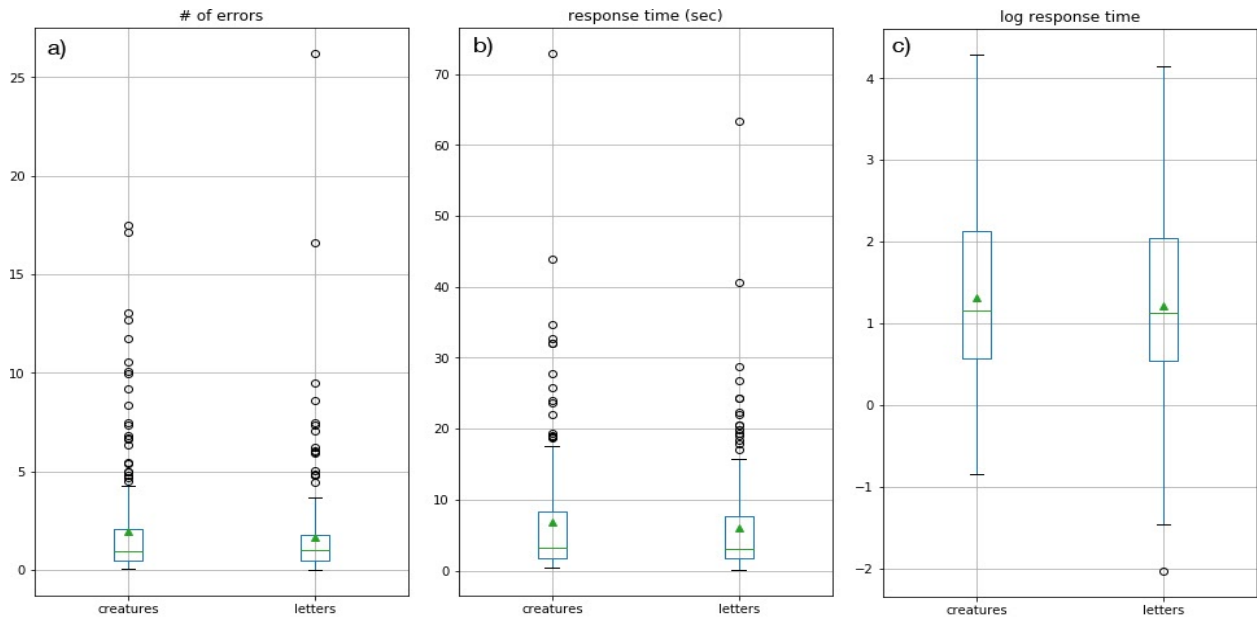 # of errors
a)
25
20
15
10
5
0
creatures letters
response time (sec)
b)
70
60
50
40
30
20
10
0
creatures letters
log response time
c)
4
3
2
1
0
−1
−2
creatures letters